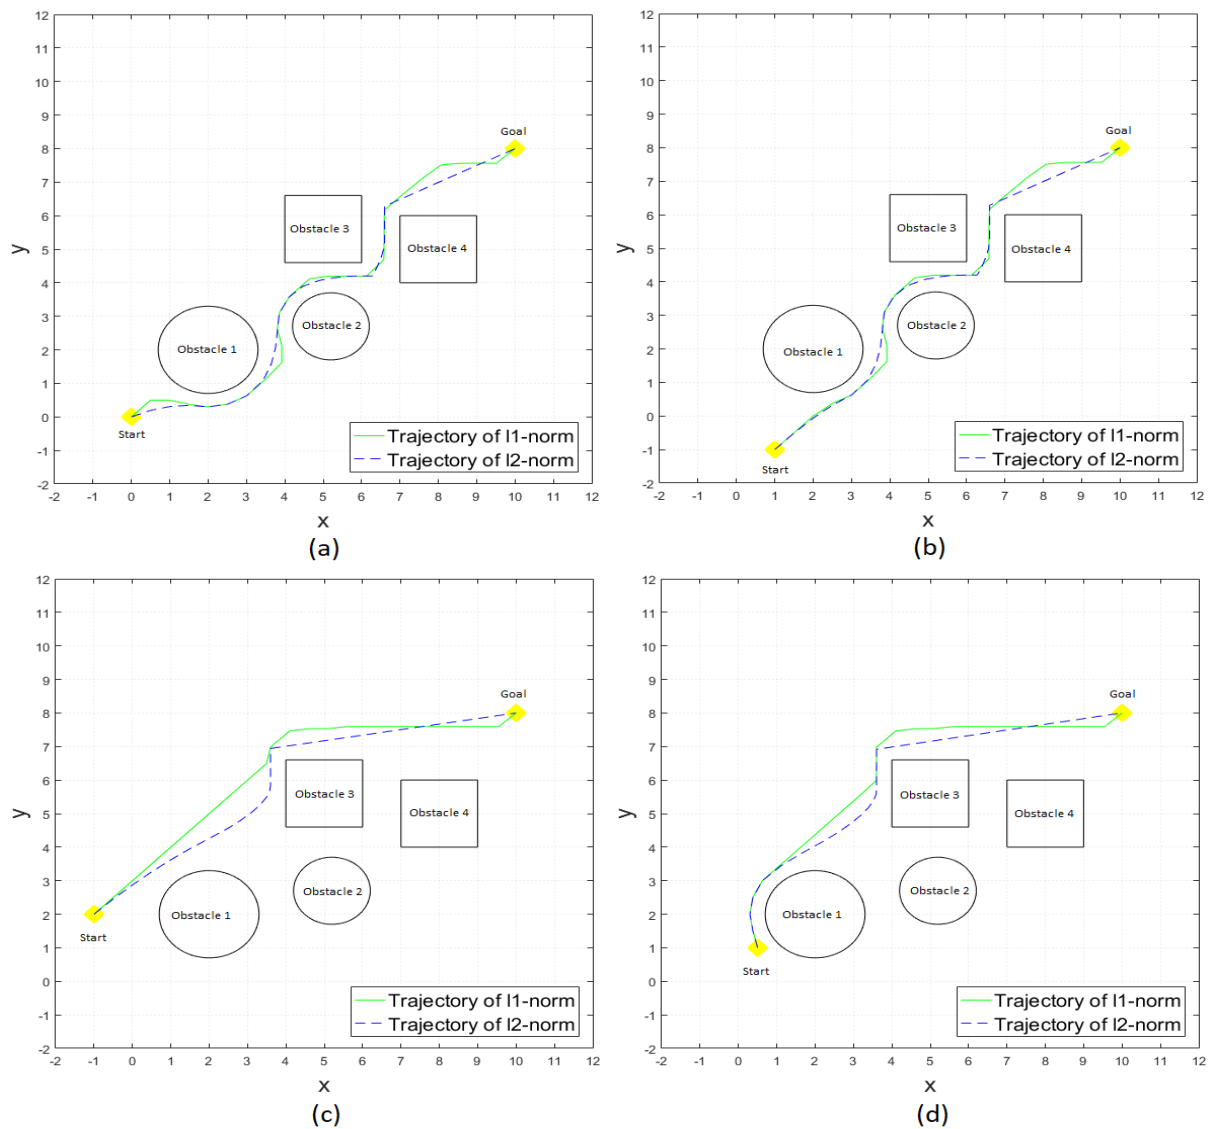 12
11
10
9
8
7
6
5
4
3
2
1
0
-1
-2
y
Goal
Obstacle 3
Obstacle 4
Obstacle 2
Obstacle 1
Start
Trajectory of l1-norm
Trajectory of l2-norm
-2 -1 0 1 2 3 4 5 6 7 8 9 10 11 12
x
(a)
12
11
10
9
8
7
6
5
4
3
2
1
0
-1
-2
y
Goal
Obstacle 3
Obstacle 4
Obstacle 2
Obstacle 1
Start
Trajectory of l1-norm
Trajectory of l2-norm
-2 -1 0 1 2 3 4 5 6 7 8 9 10 11 12
x
(b)
12
11
10
9
8
7
6
5
4
3
2
1
0
-1
-2
y
Goal
Obstacle 3
Obstacle 4
Obstacle 2
Obstacle 1
Start
Trajectory of l1-norm
Trajectory of l2-norm
-2 -1 0 1 2 3 4 5 6 7 8 9 10 11 12
x
(c)
12
11
10
9
8
7
6
5
4
3
2
1
0
-1
-2
y
Goal
Obstacle 3
Obstacle 4
Obstacle 2
Obstacle 1
Start
Trajectory of l1-norm
Trajectory of l2-norm
-2 -1 0 1 2 3 4 5 6 7 8 9 10 11 12
x
(d)